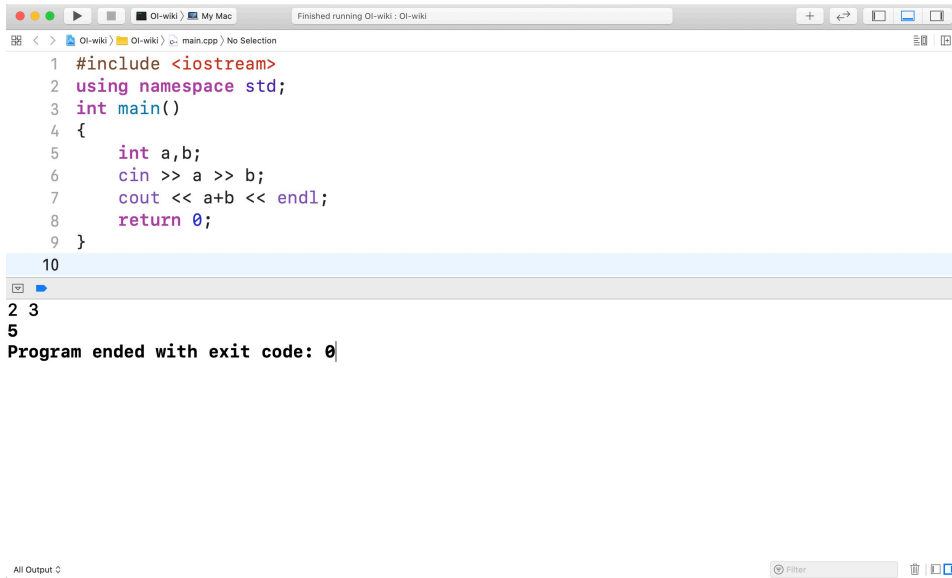 OI-wiki 〉 My Mac
Finished running OI-wiki : OI-wiki
OI-wiki 〉 OI-wiki 〉 main.cpp 〉 No Selection
1 #include <iostream>
2 using namespace std;
3 int main()
4 {
5     int a,b;
6     cin >> a >> b;
7     cout << a+b << endl;
8     return 0;
9 }
10
2 3
5
Program ended with exit code: 0
All Output
Filter